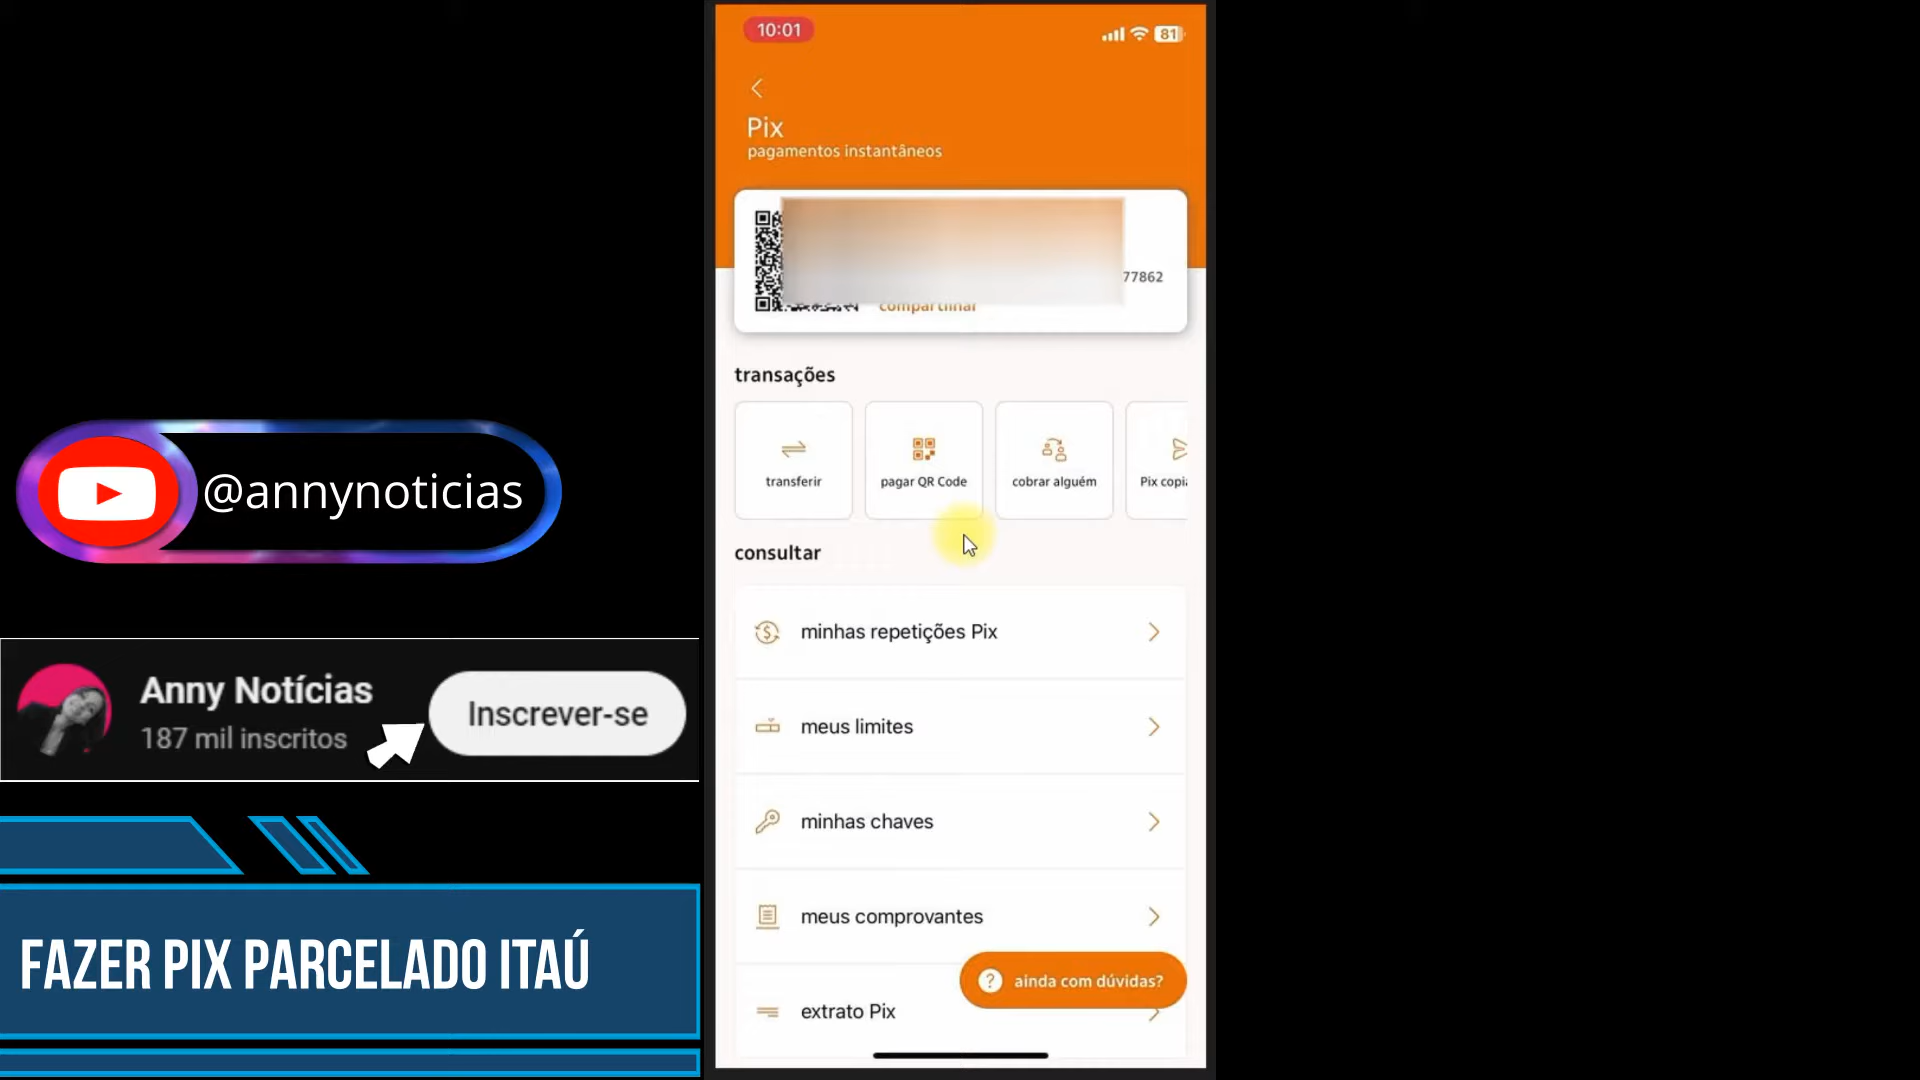 10:01
81
Pix
pagamentos instantâneos
77862
compartilhar
transações
transferir
pagar QR Code
cobrar alguém
Pix copi
consultar
minhas repetições Pix
meus limites
minhas chaves
meus comprovantes
ainda com dúvidas?
extrato Pix
@annynoticias
Anny Notícias
187 mil inscritos
Inscrever-se
FAZER PIX PARCELADO ITAÚ